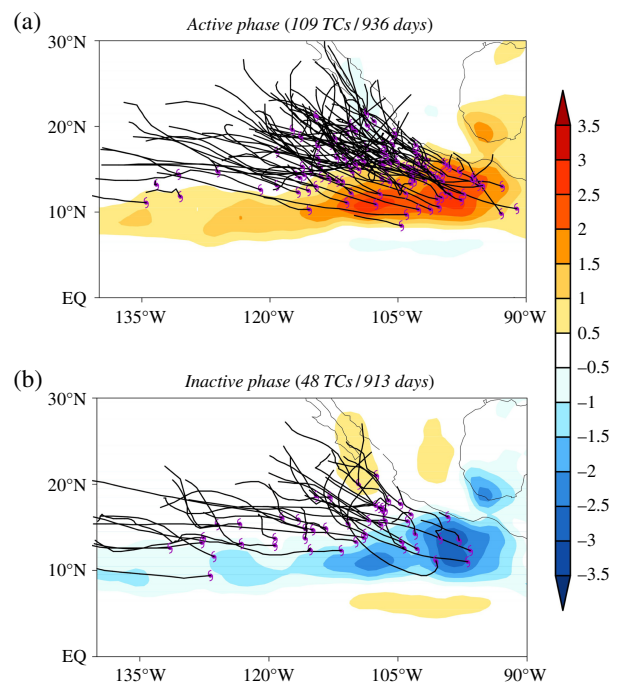 (a)
Active phase (109 TCs / 936 days)
30°N
20°N
10°N
EQ
135°W
120°W
105°W
90°W
(b)
Inactive phase (48 TCs / 913 days)
30°N
20°N
10°N
EQ
135°W
120°W
105°W
90°W
3.5
3
2.5
2
1.5
1
0.5
−0.5
−1
−1.5
−2
−2.5
−3
−3.5